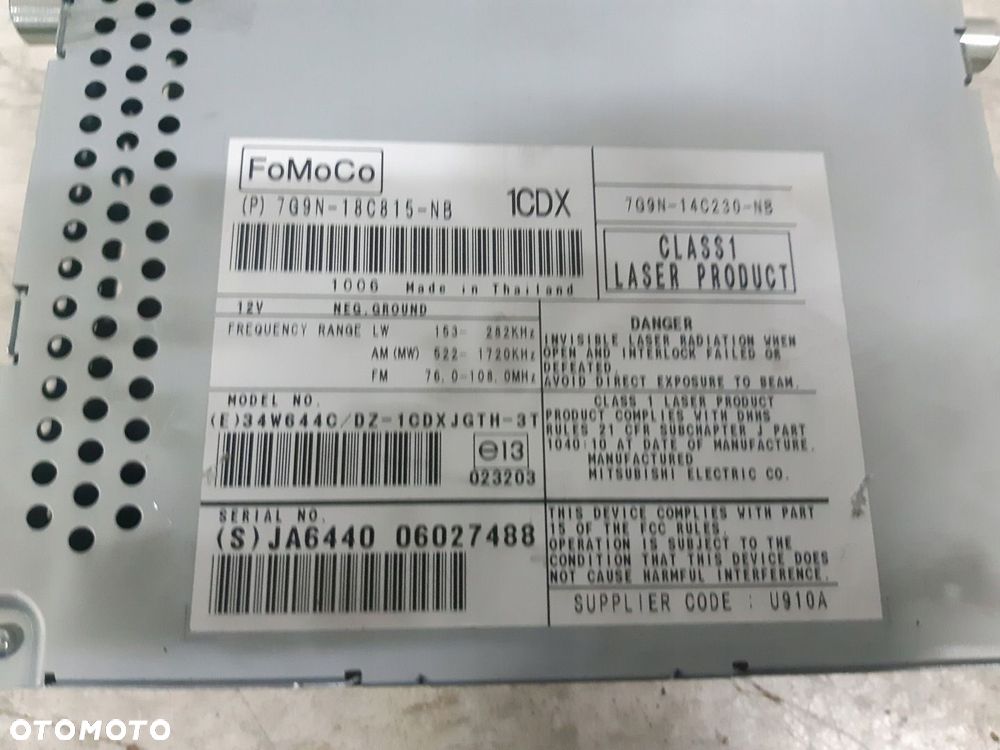 FoMoCo
(P) 7G9N-18C815-NB
1CDX
1006 Made in Thailand
7G9N-14C230-NB
CLASS1
LASER PRODUCT
12V NEG. GROUND
FREQUENCY RANGE LW 153- 282KHz
AM (MW) 522- 1720KHz
FM 76.0-108.0MHz
DANGER
INVISIBLE LASER RADIATION WHEN
OPEN AND INTERLOCK FAILED OR
DEFEATED.
AVOID DIRECT EXPOSURE TO BEAM.
MODEL NO.
(E)34W644C/DZ-1CDXJGTH-3T
e13
023203
CLASS 1 LASER PRODUCT
PRODUCT COMPLIES WITH DHHS
RULES 21 CFR SUBCHAPTER J PART
1040:10 AT DATE OF MANUFACTURE.
MANUFACTURED
MITSUBISHI ELECTRIC CO.
SERIAL NO.
(S)JA6440 06027488
THIS DEVICE COMPLIES WITH PART
15 OF THE FCC RULES.
OPERATION IS SUBJECT TO THE
CONDITION THAT THIS DEVICE DOES
NOT CAUSE HARMFUL INTERFERENCE.
SUPPLIER CODE : U910A
OTOMOTO